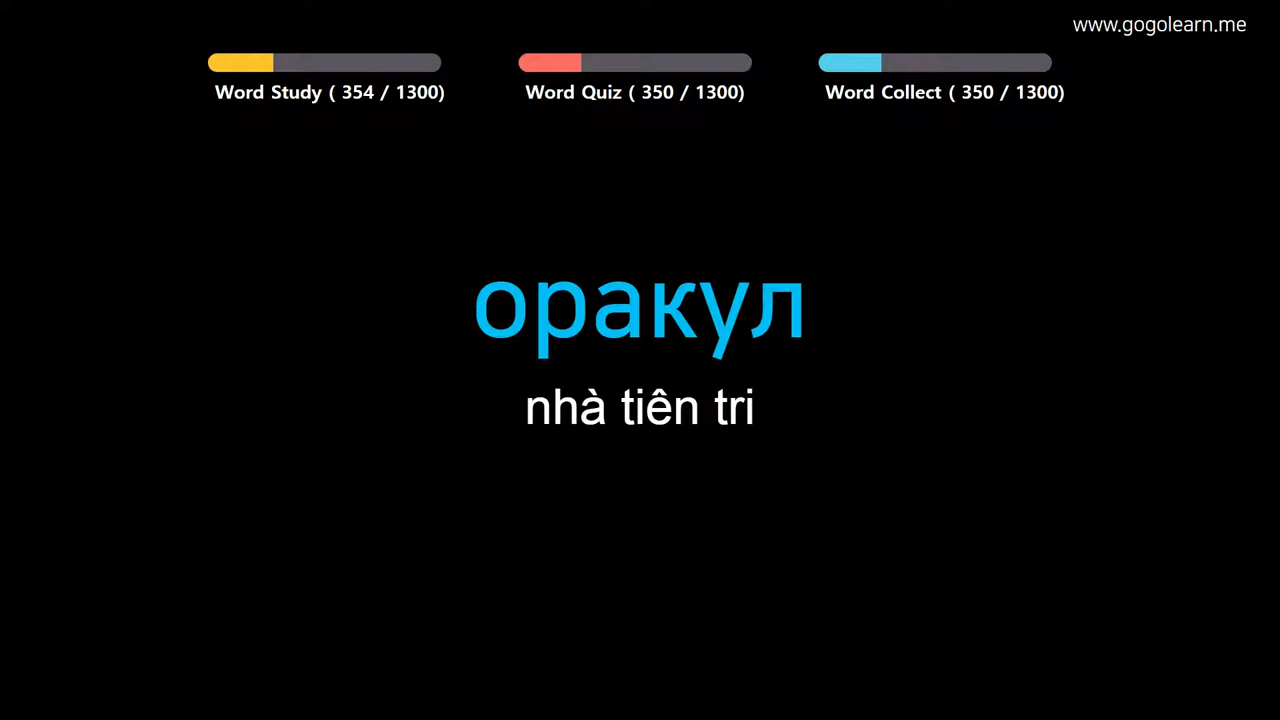 www.gogolearn.me
Word Study ( 354 / 1300)
Word Quiz ( 350 / 1300)
Word Collect ( 350 / 1300)
оракул
nhà tiên tri